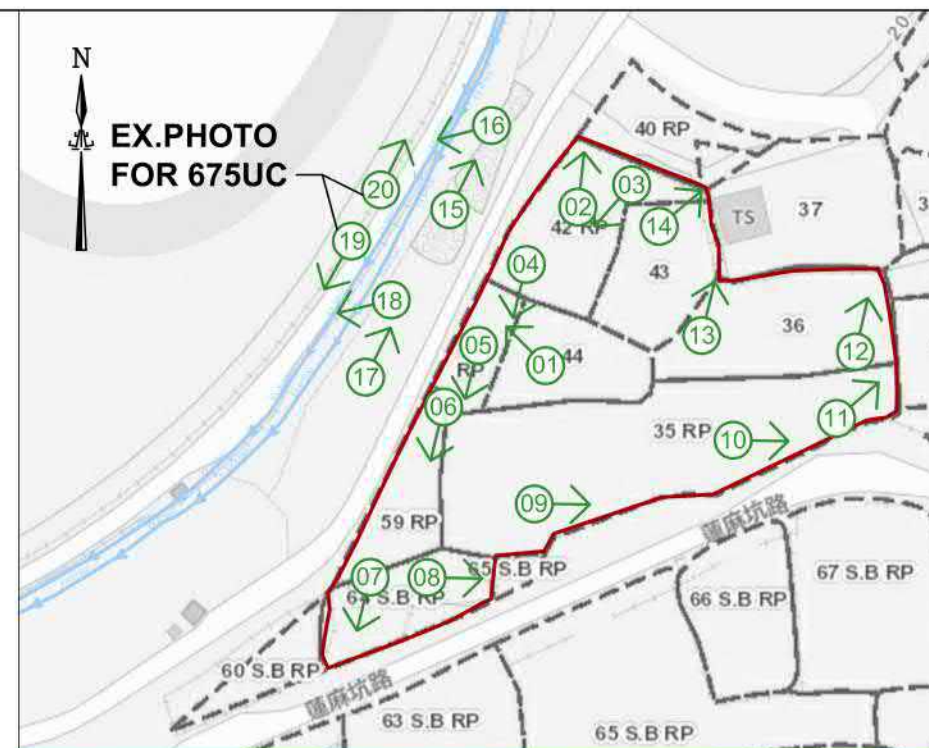 N
EX.PHOTO
FOR 675UC
20
40 RP
16
20
15
02
03
14
TS
37
3
42 RP
19
04
43
18
36
13
05
01
44
12
17
RP
06
11
35 RP
10
09
蓮麻坑路
59 RP
07
08
65 S.B RP
64 S.B RP
66 S.B RP
67 S.B RP
60 S.B RP
蓮麻坑路
63 S.B RP
65 S.B RP